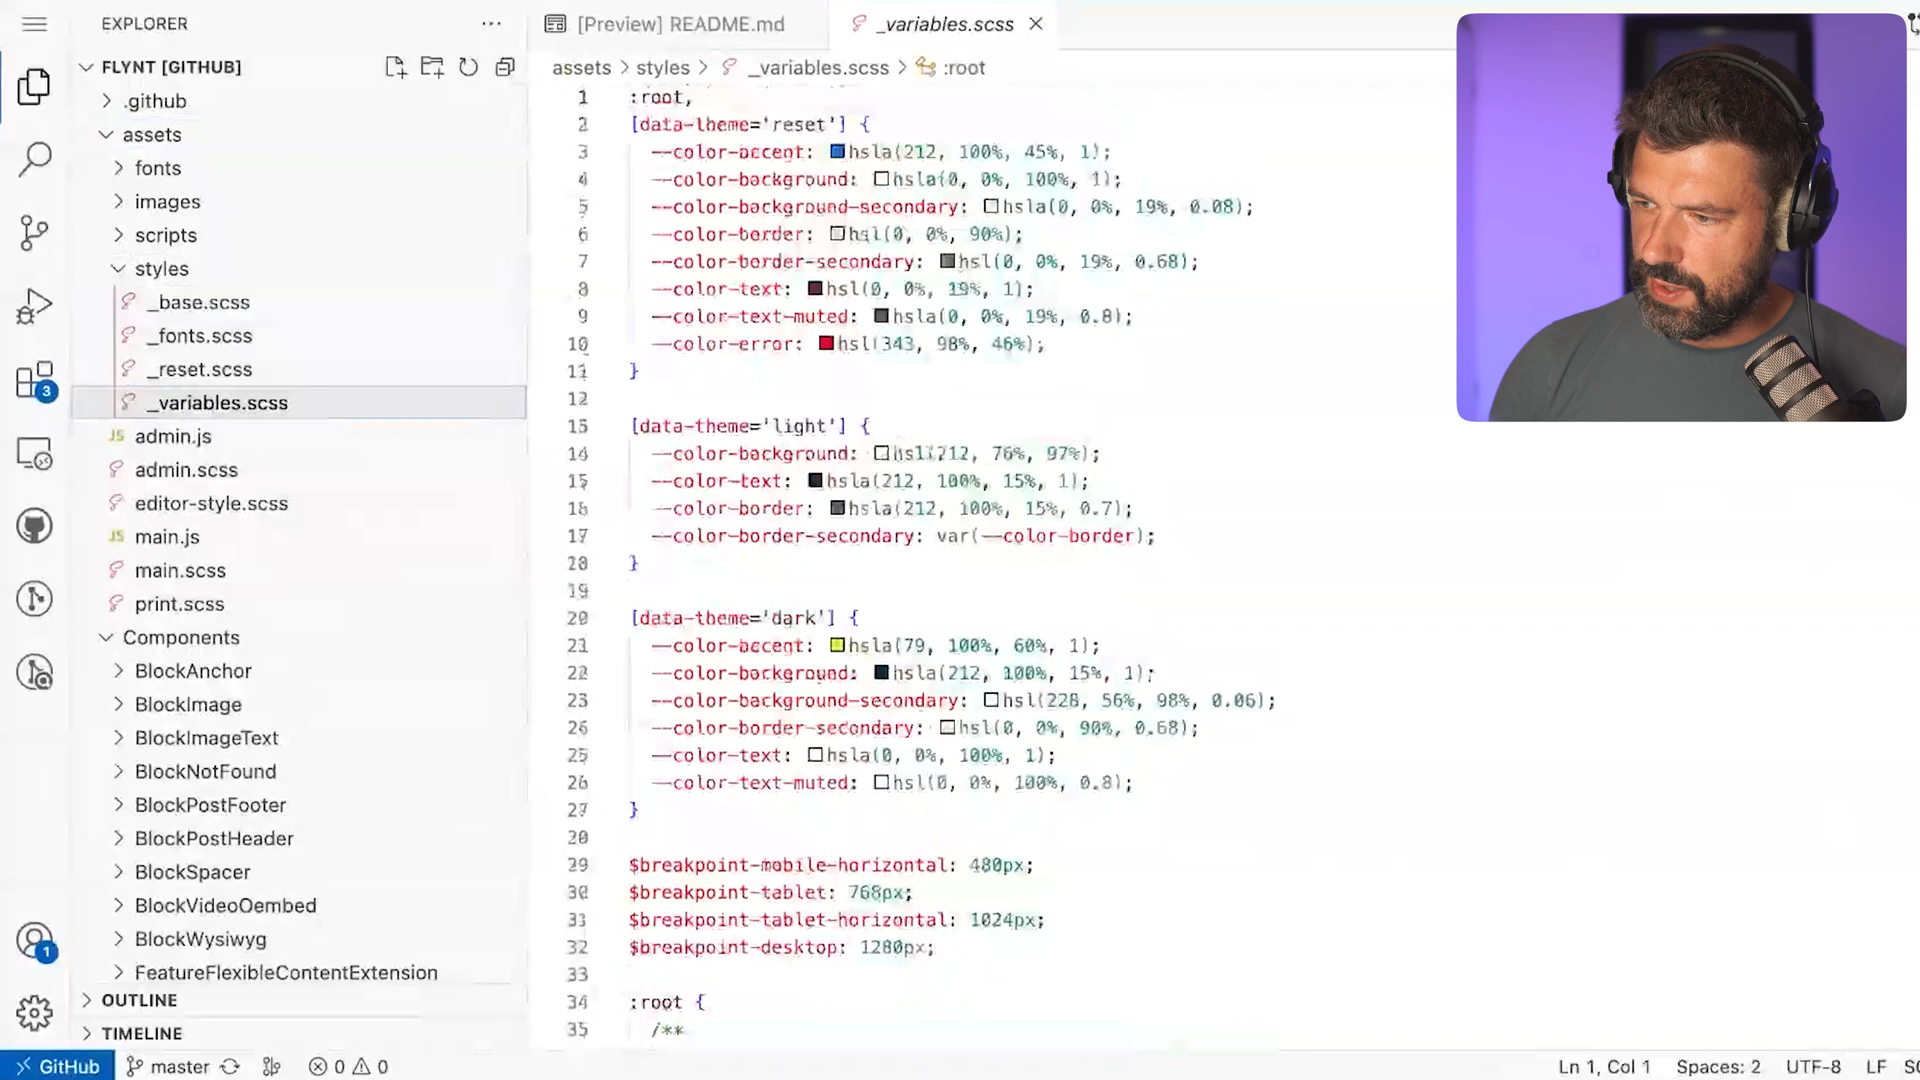 EXPLORER
FLYNT [GITHUB]
.github
assets
fonts
images
scripts
styles
_base.scss
_fonts.scss
_reset.scss
_variables.scss
JS admin.js
admin.scss
editor-style.scss
JS main.js
main.scss
print.scss
Components
BlockAnchor
BlockImage
BlockImageText
BlockNotFound
BlockPostFooter
BlockPostHeader
BlockSpacer
BlockVideoOembed
BlockWysiwyg
FeatureFlexibleContentExtension
OUTLINE
TIMELINE
3
1
[Preview] README.md
_variables.scss
assets > styles > _variables.scss > :root
1 :root,
2 [data-theme='reset'] {
3 --color-accent: hsla(212, 100%, 45%, 1);
4 --color-background: hsla(0, 0%, 100%, 1);
5 --color-background-secondary: hsla(0, 0%, 19%, 0.08);
6 --color-border: hsl(0, 0%, 90%);
7 --color-border-secondary: hsl(0, 0%, 19%, 0.68);
8 --color-text: hsl(0, 0%, 19%, 1);
9 --color-text-muted: hsla(0, 0%, 19%, 0.8);
10 --color-error: hsl(343, 98%, 46%);
11 }
12
[data-theme='light'] {
14 --color-background: hsl(212, 76%, 97%);
15 --color-text: hsla(212, 100%, 15%, 1);
--color-border: hsla(212, 100%, 15%, 0.7);
17 --color-border-secondary: var(--color-border);
}
19
20 [data-theme='dark'] {
21 --color-accent: hsla(79, 100%, 60%, 1);
22 --color-background: hsla(212, 100%, 15%, 1);
23 --color-background-secondary: hsl(228, 56%, 98%, 0.06);
--color-border-secondary: hsl(0, 0%, 90%, 0.68);
25 --color-text: hsla(0, 0%, 100%, 1);
26 --color-text-muted: hsl(0, 0%, 100%, 0.8);
27 }
29 $breakpoint-mobile-horizontal: 480px;
30 $breakpoint-tablet: 768px;
31 $breakpoint-tablet-horizontal: 1024px;
32 $breakpoint-desktop: 1280px;
33
34 :root {
35 /**
GitHub
master
0 0
Ln 1, Col 1
Spaces: 2
UTF-8
LF